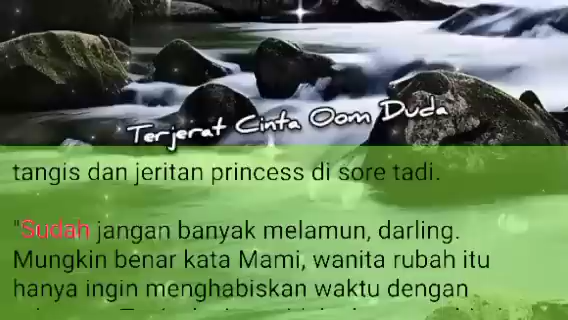 Terjerat Cinta Oom Duda
tangis dan jeritan princess di sore tadi.
"Sudah jangan banyak melamun, darling.
Mungkin benar kata Mami, wanita rubah itu
hanya ingin menghabiskan waktu dengan